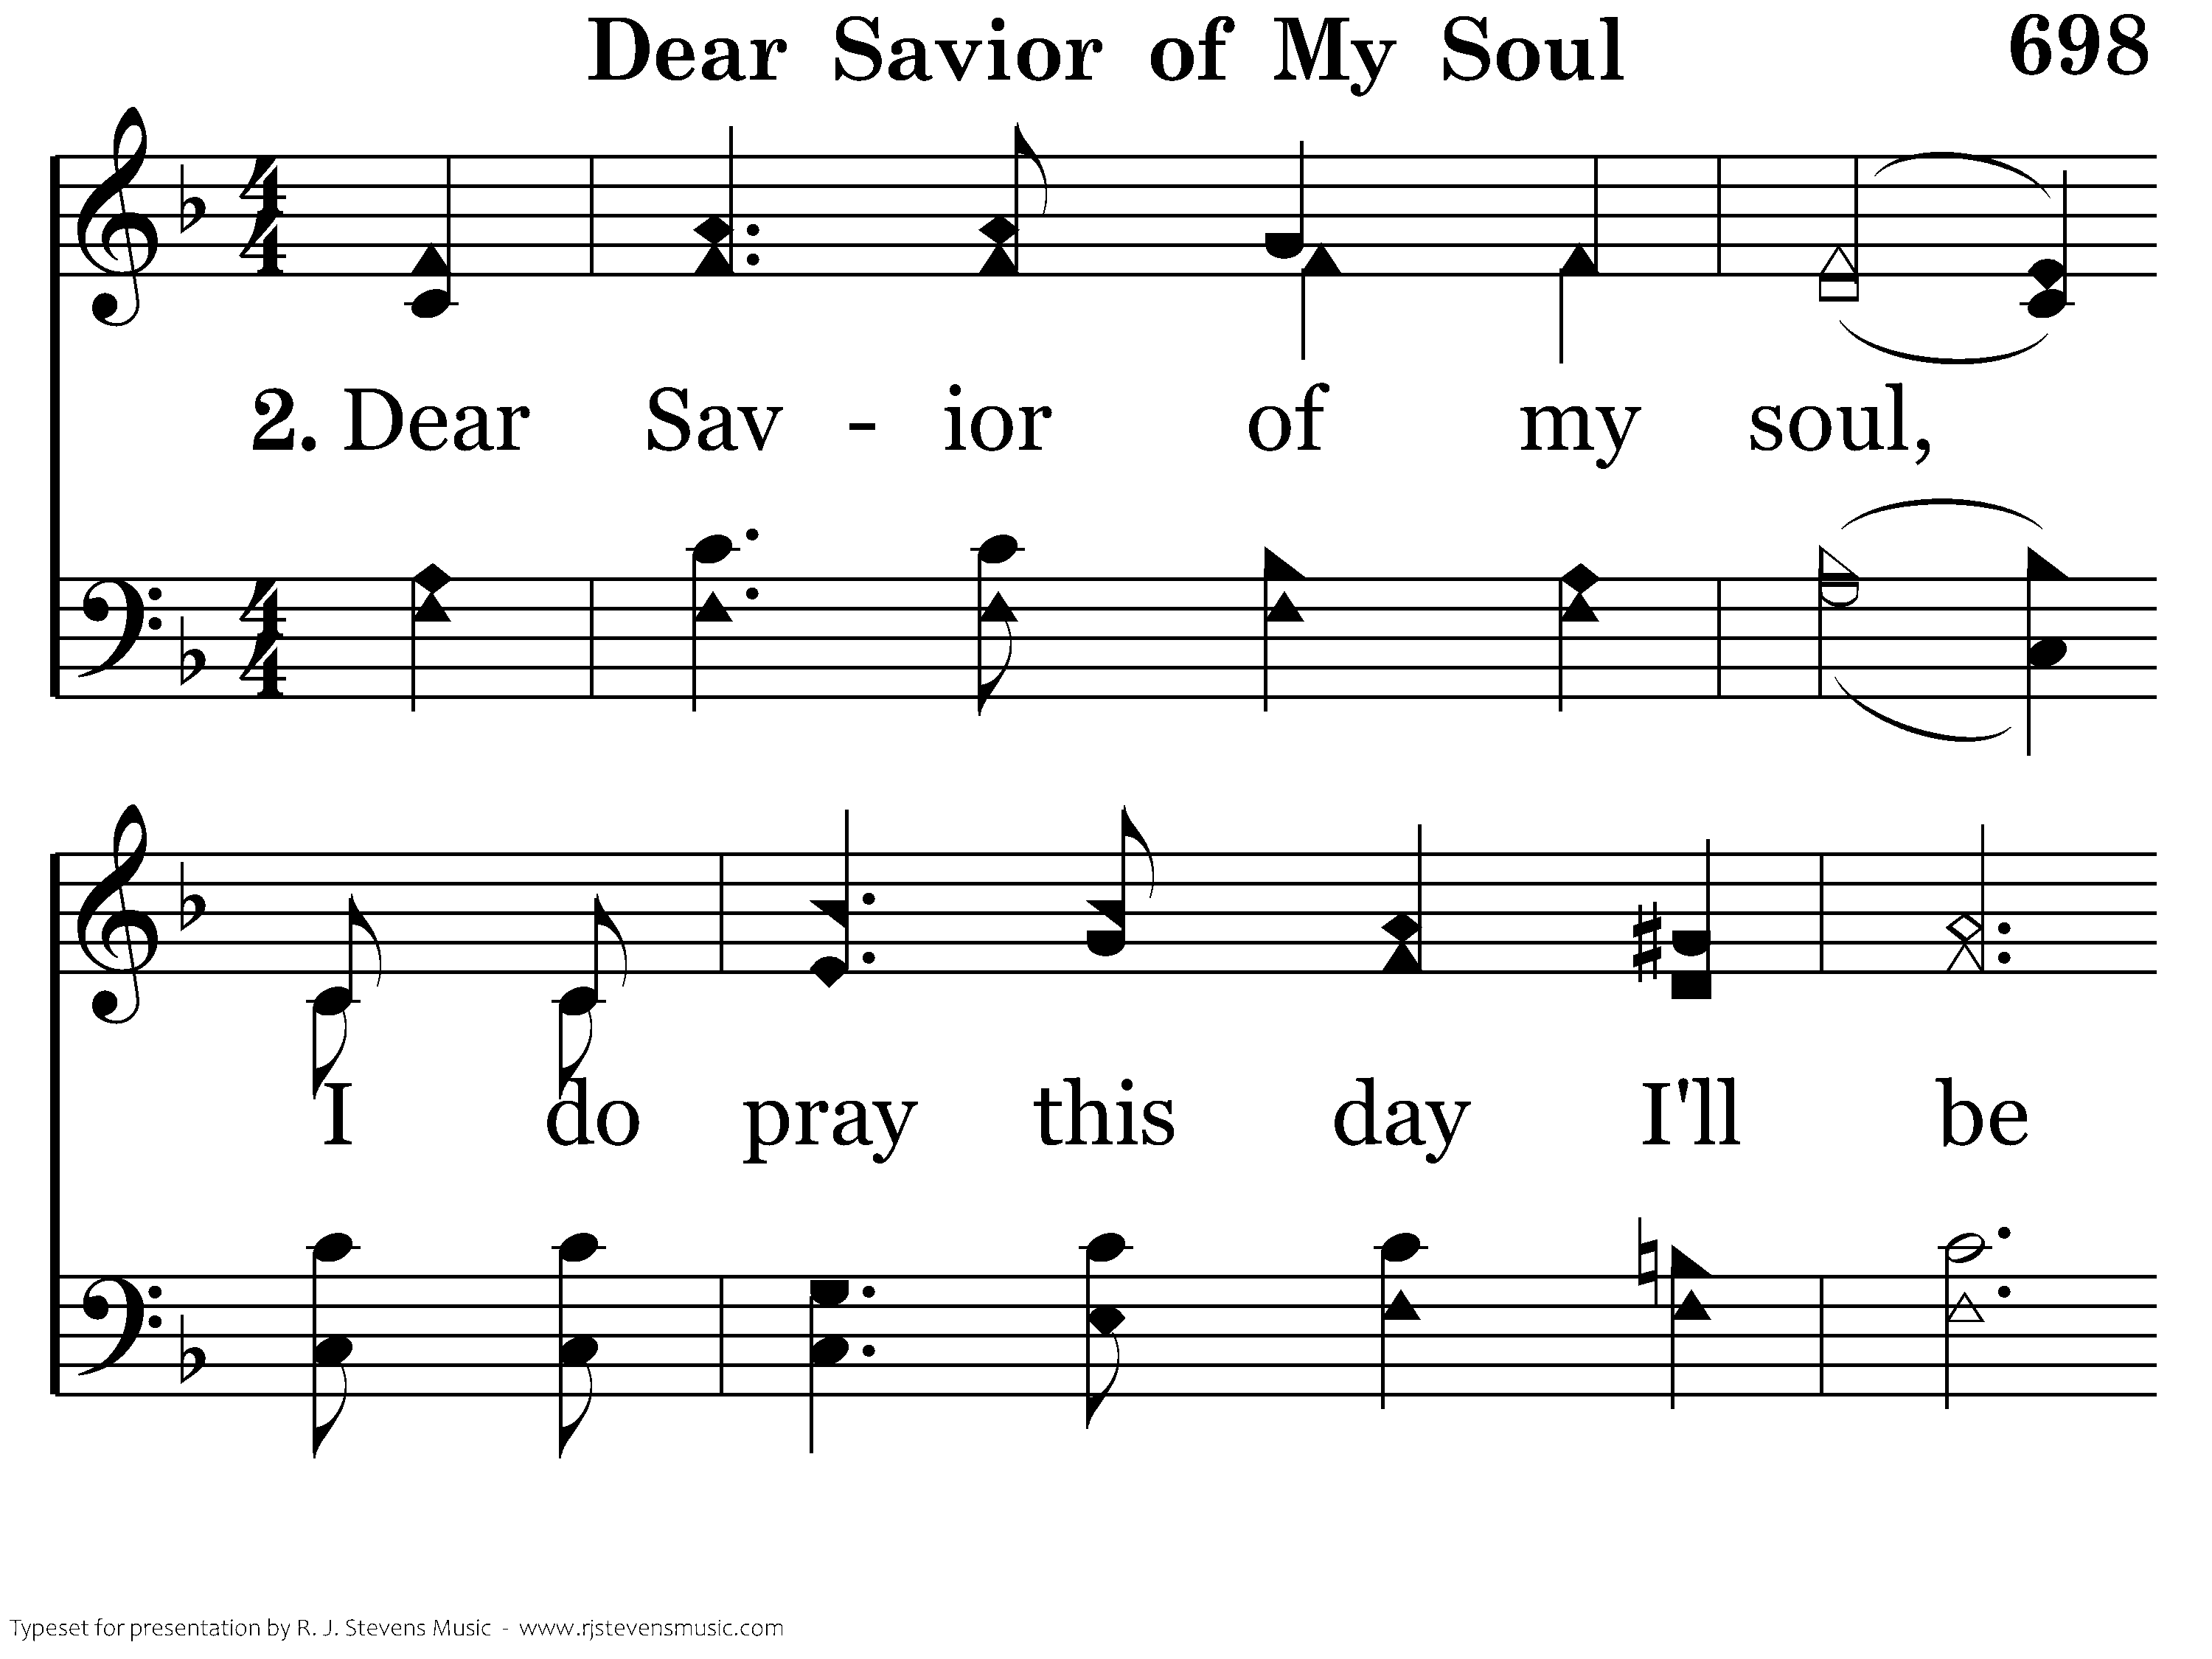 Dear Savior of My Soul 698
2. Dear Sav - ior of my soul,
I do pray this day I'll be
Typeset for presentation by R. J. Stevens Music - www.rjstevensmusic.com